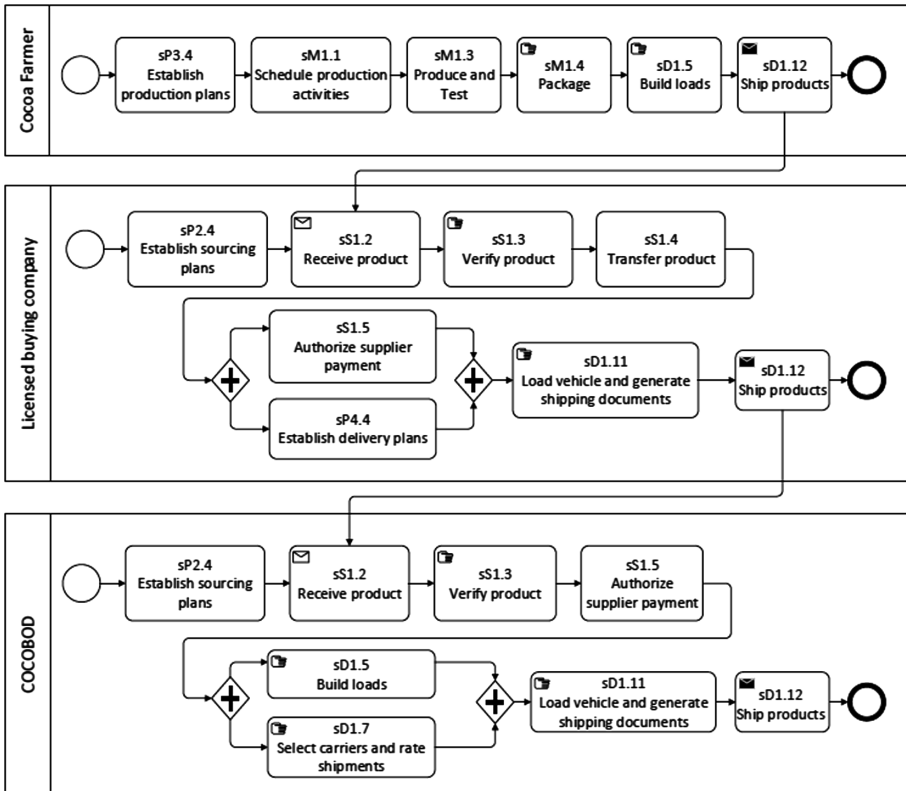 Cocoa Farmer
sP3.4
Establish
production plans
sM1.1
Schedule production
activities
sM1.3
Produce and
Test
sM1.4
Package
sD1.5
Build loads
sD1.12
Ship products
Licensed buying company
sP2.4
Establish sourcing
plans
sS1.2
Receive product
sS1.3
Verify product
sS1.4
Transfer product
sS1.5
Authorize supplier
payment
sP4.4
Establish delivery plans
sD1.11
Load vehicle and generate
shipping documents
sD1.12
Ship products
COCOBOD
sP2.4
Establish sourcing
plans
sS1.2
Receive product
sS1.3
Verify product
sS1.5
Authorize
supplier payment
sD1.5
Build loads
sD1.7
Select carriers and rate
shipments
sD1.11
Load vehicle and generate
shipping documents
sD1.12
Ship products